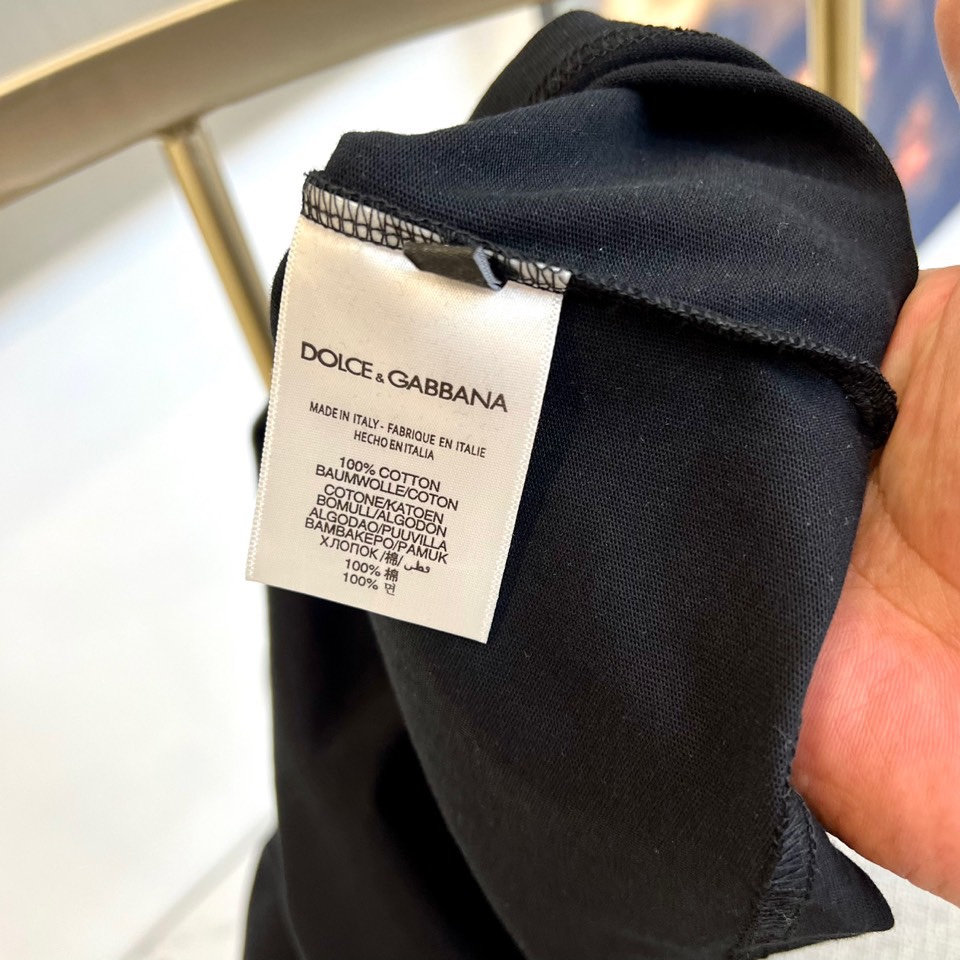 DOLCE & GABBANA
MADE IN ITALY - FABRIQUE EN ITALIE
HECHO EN ITALIA
100% COTTON
BAUMWOLLE/COTON
COTONE/KATOEN
BOMULL/ALGODON
ALGODAO/PUUVILLA
BAMBAKEPO/PAMUK
ХЛОПОК/棉/قطن
100% 棉
100% 면